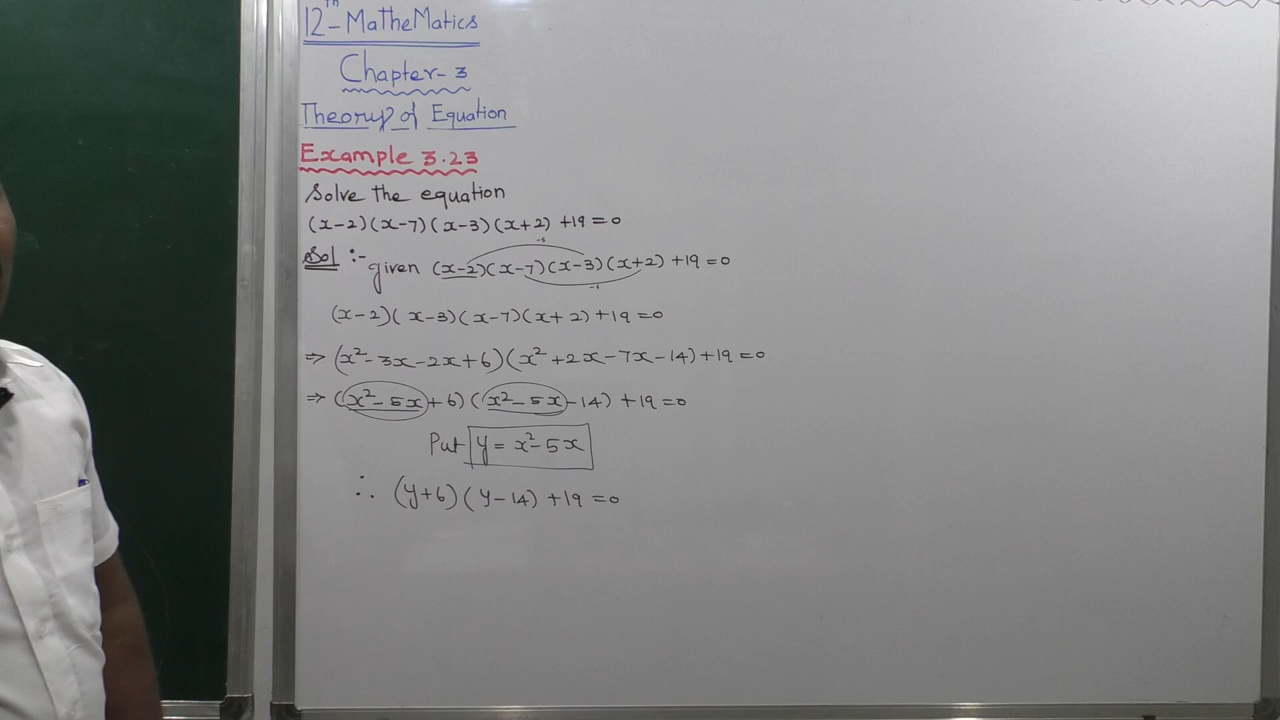 12th-MatheMatics
Chapter-3
Theory of Equation
Example 3.23
Solve the equation
(x-2)(x-7)(x-3)(x+2)+19=0
Sol :- given (x-2)(x-7)(x-3)(x+2)+19=0
(x-2)(x-3)(x-7)(x+2)+19=0
⇒ (x²-3x-2x+6)(x²+2x-7x-14)+19=0
⇒ (x²-5x+6)(x²-5x-14)+19=0
Put y = x²-5x
∴ (y+6)(y-14)+19=0